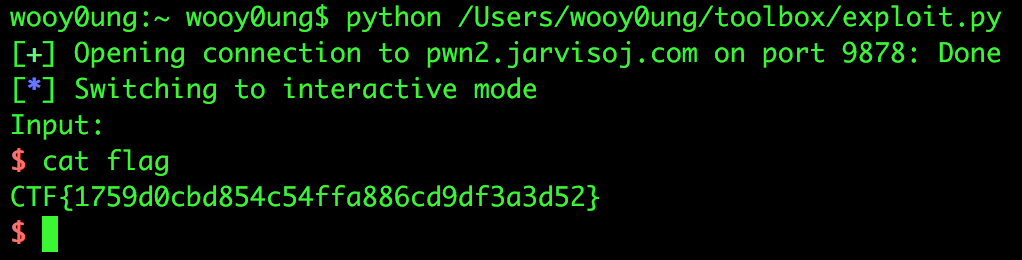 wooy0ung:~ wooy0ung$ python /Users/wooy0ung/toolbox/exploit.py
[+] Opening connection to pwn2.jarvisoj.com on port 9878: Done
[*] Switching to interactive mode
Input:
$ cat flag
CTF{1759d0cbd854c54ffa886cd9df3a3d52}
$